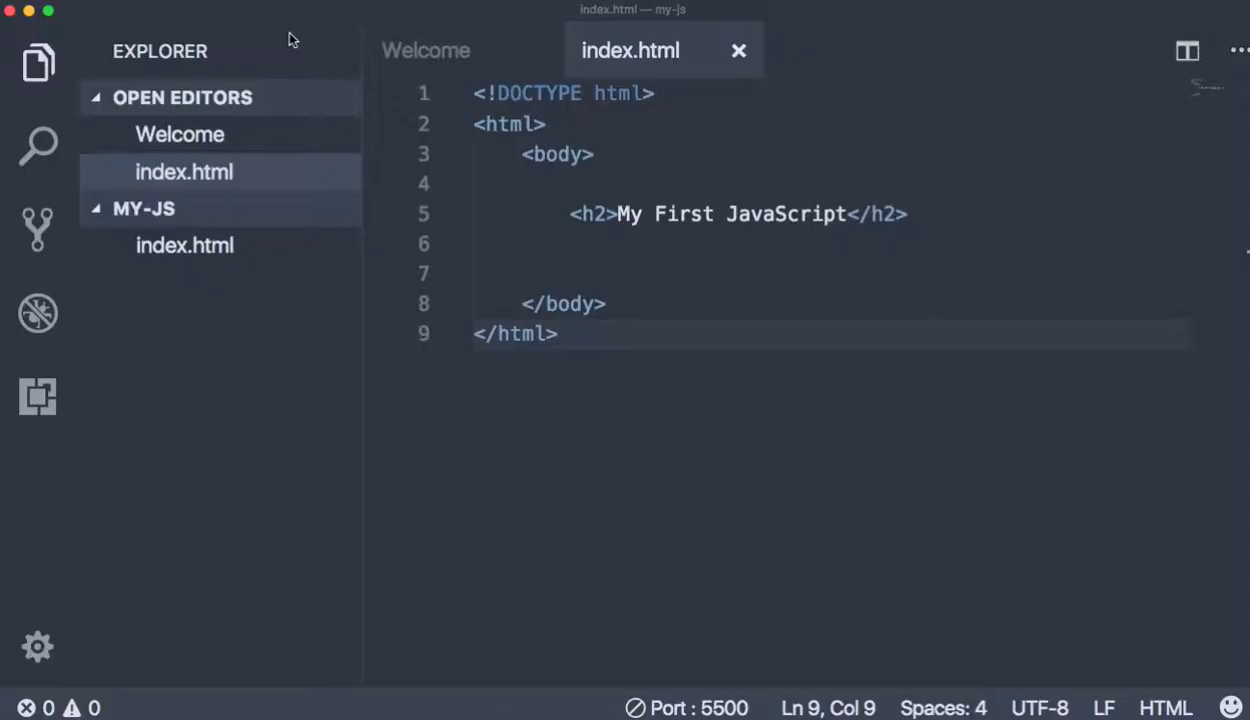 index.html — my-js
EXPLORER
OPEN EDITORS
Welcome
index.html
MY-JS
index.html
Welcome
index.html
1 <!DOCTYPE html>
2 <html>
3 <body>
4
5 <h2>My First JavaScript</h2>
6
7
8 </body>
9 </html>
0 0
Port : 5500
Ln 9, Col 9
Spaces: 4
UTF-8
LF
HTML